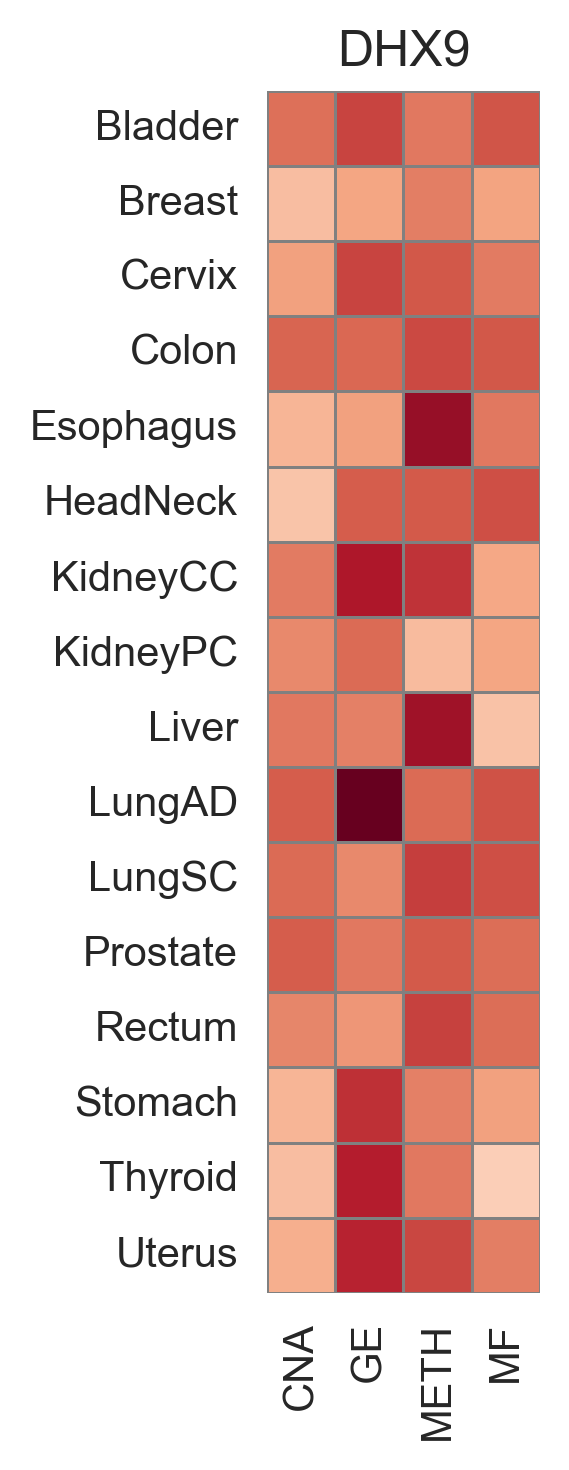 DHX9
Bladder
Breast
Cervix
Colon
Esophagus
HeadNeck
KidneyCC
KidneyPC
Liver
LungAD
LungSC
Prostate
Rectum
Stomach
Thyroid
Uterus
CNA
GE
METH
MF